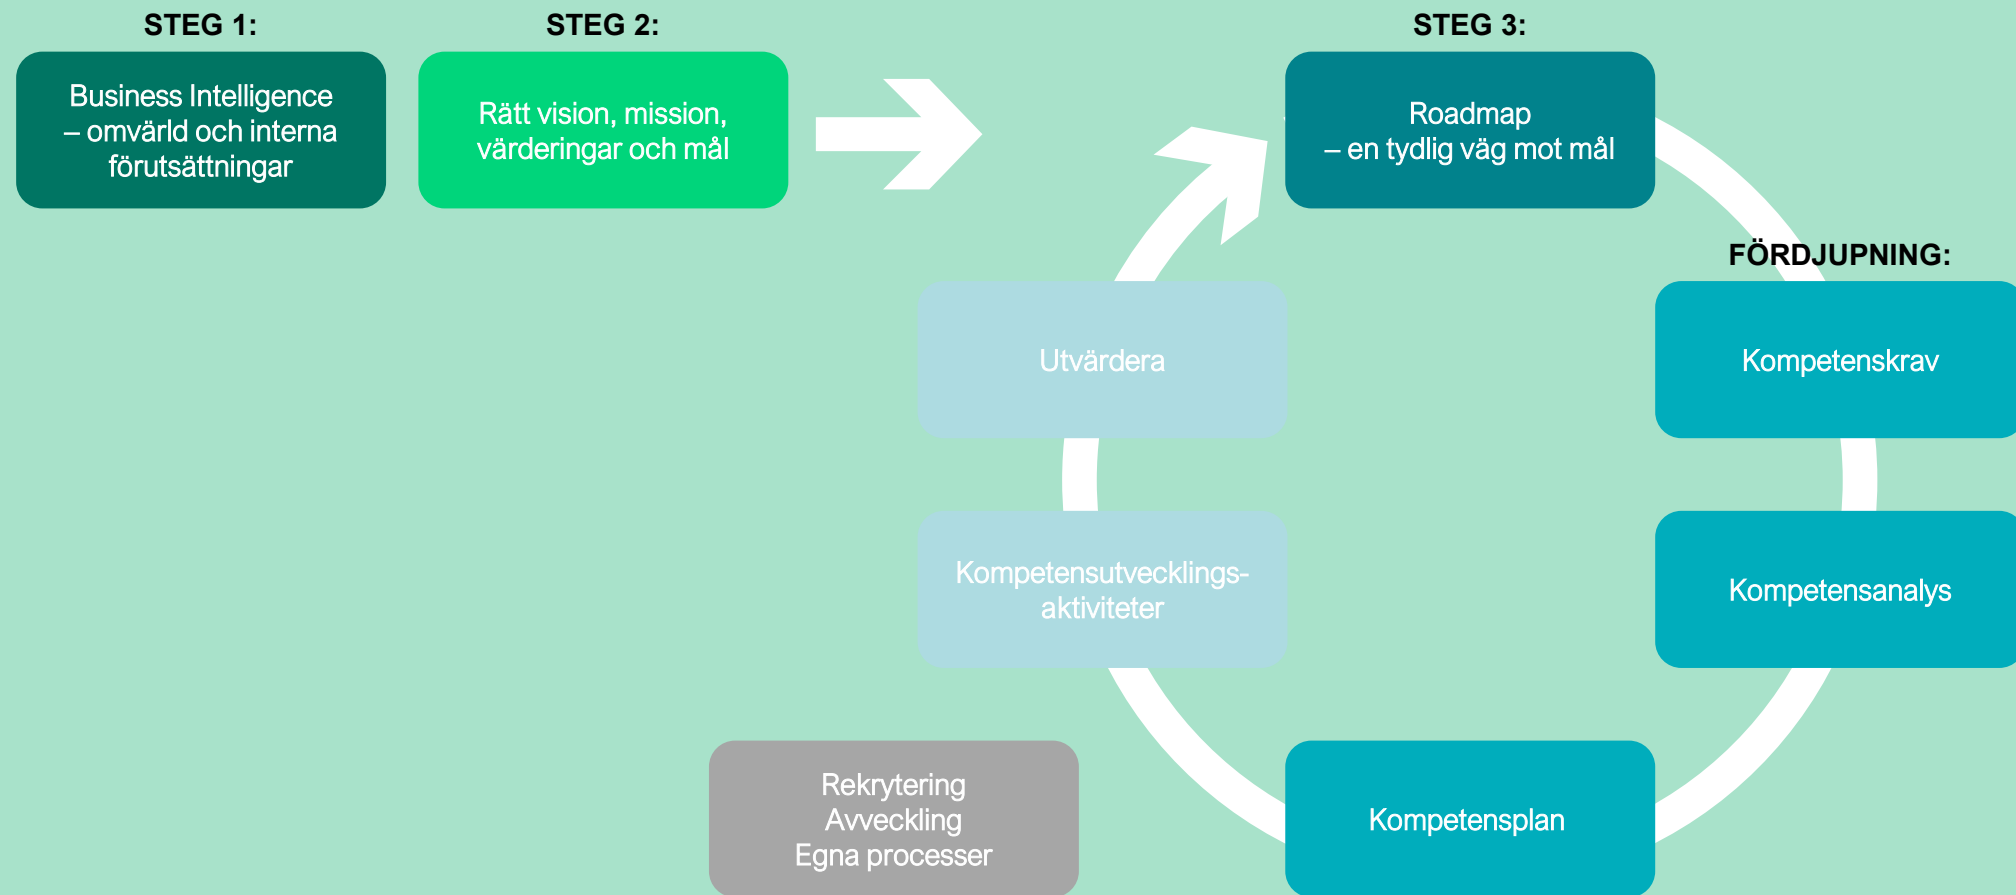 STEG 1:
Business Intelligence
– omvärld och interna
förutsättningar
STEG 2:
Rätt vision, mission,
värderingar och mål
STEG 3:
Roadmap
– en tydlig väg mot mål
FÖRDJUPNING:
Kompetenskrav
Kompetensanalys
Kompetensplan
Kompetensutvecklings-
aktiviteter
Utvärdera
Rekrytering
Avveckling
Egna processer